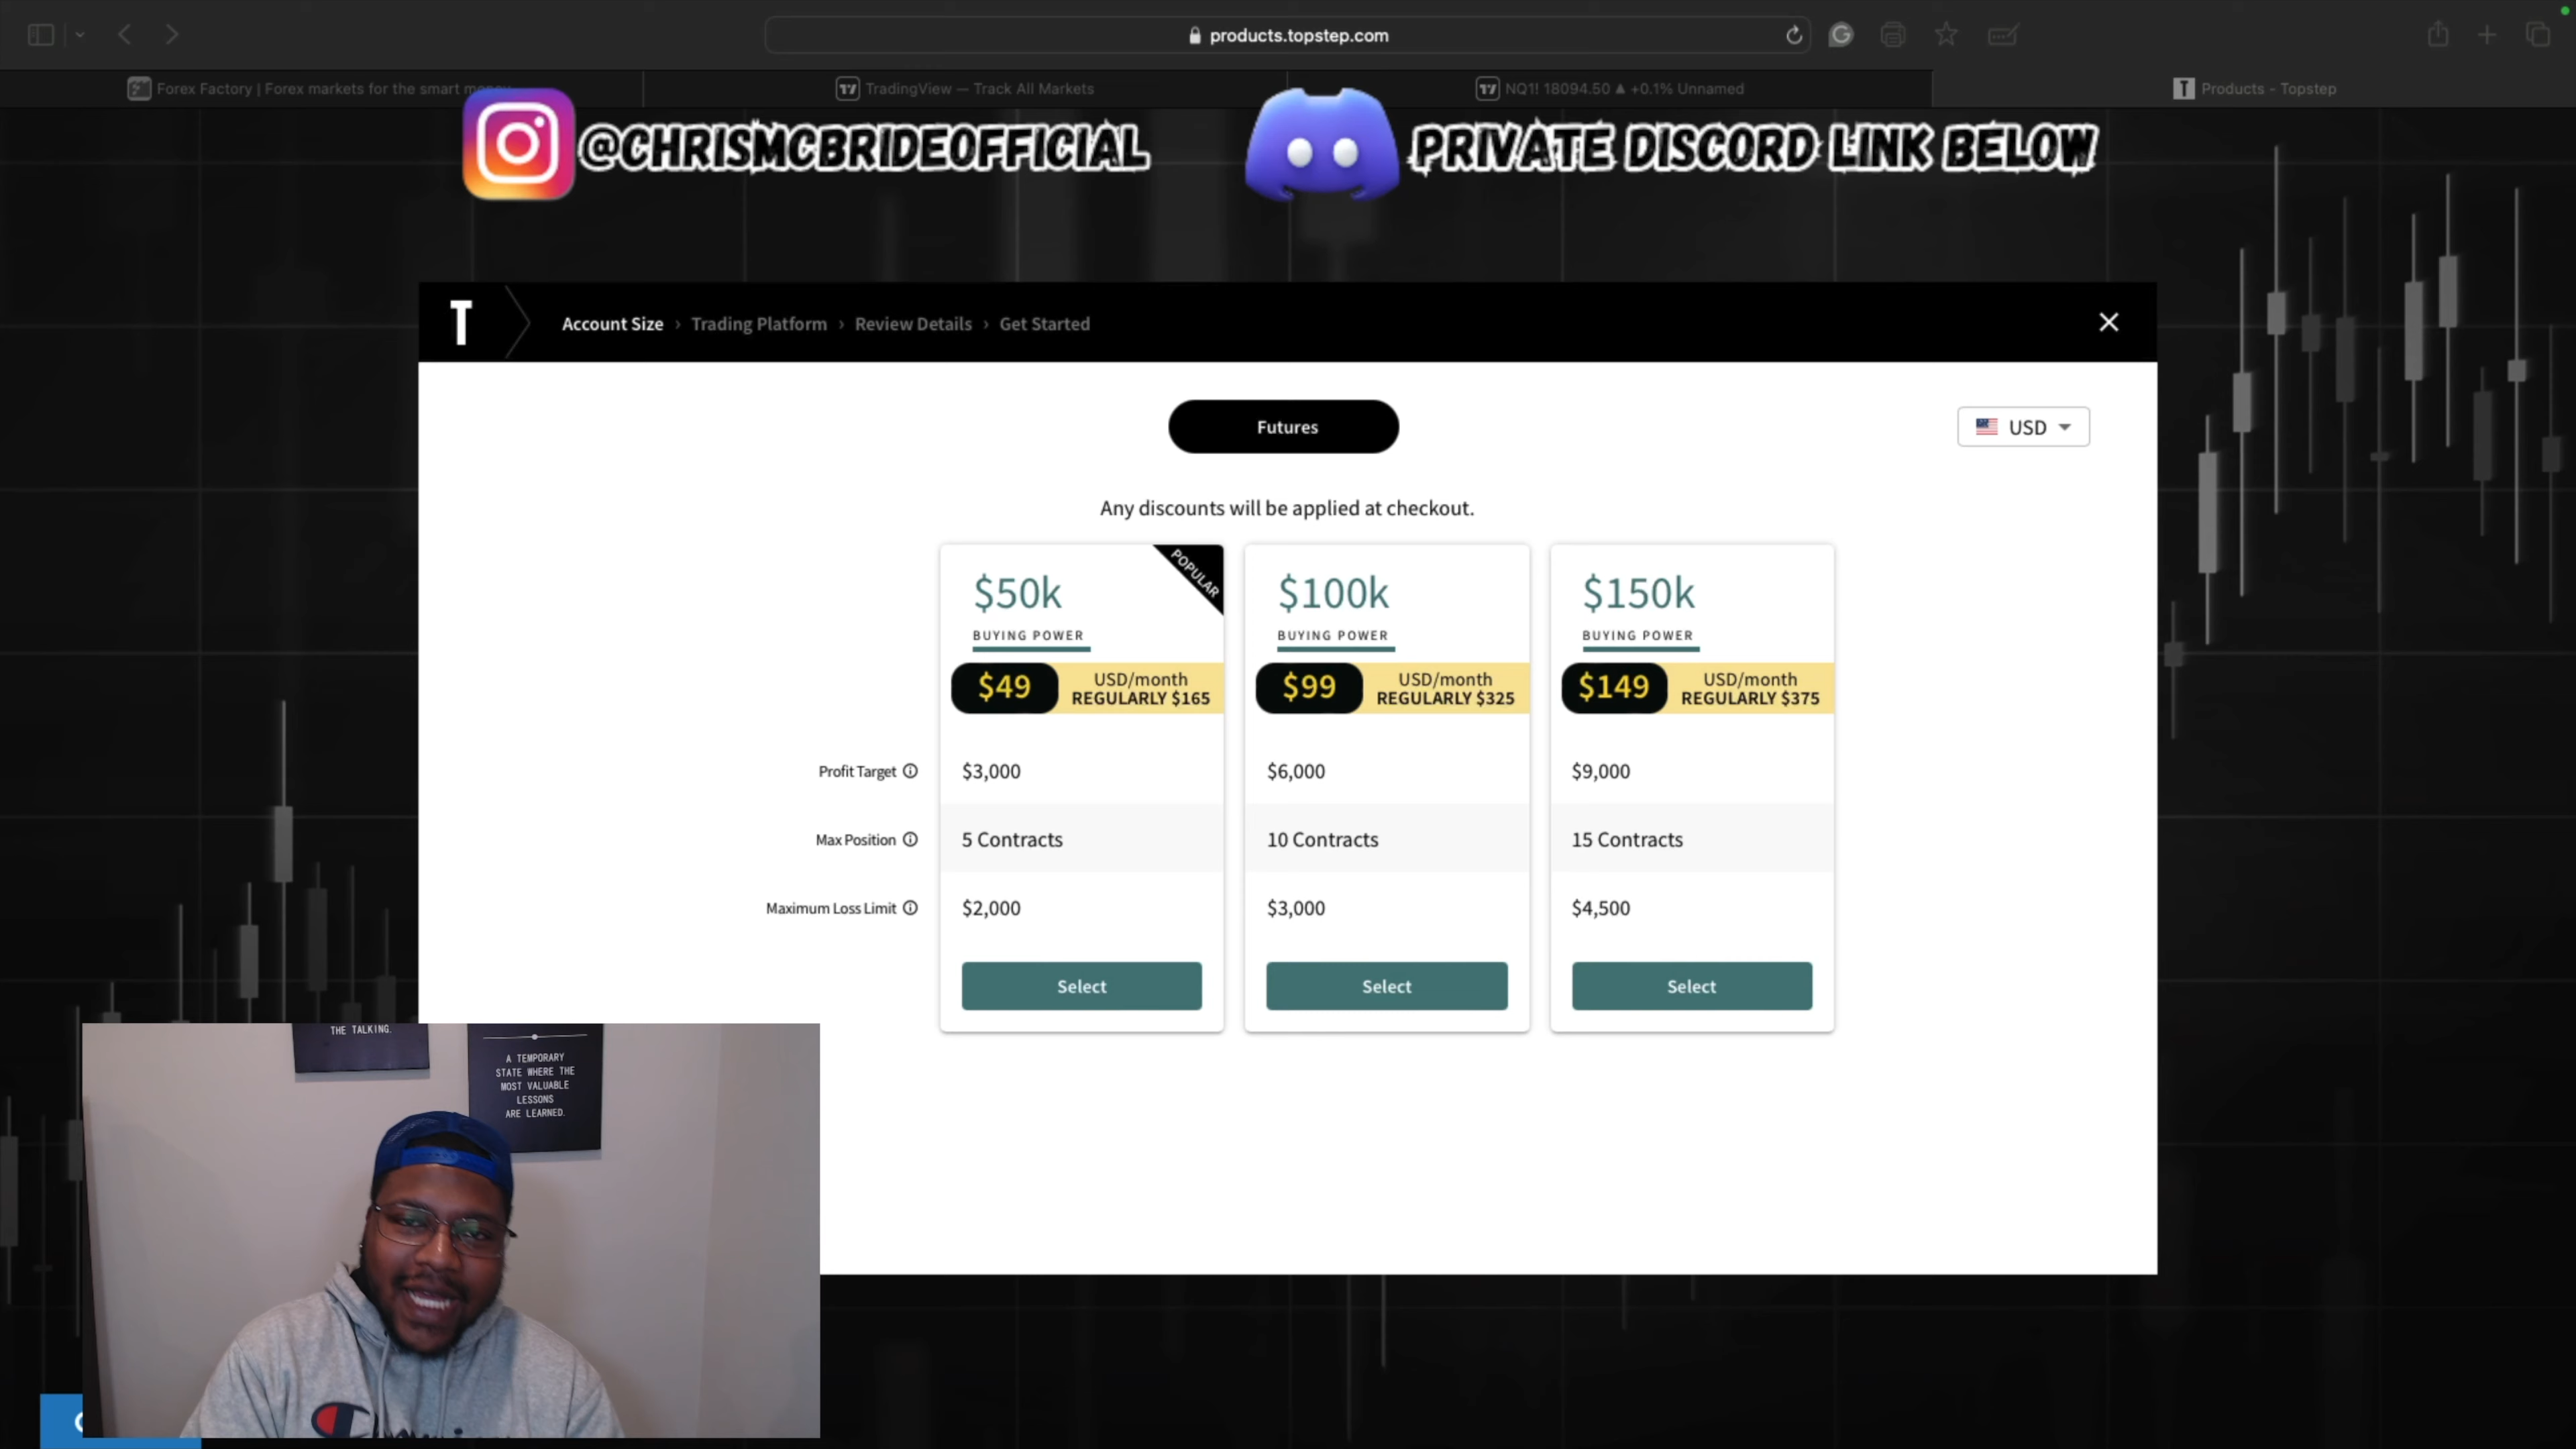 products.topstep.com
Forex Factory | Forex markets for the smart money
TradingView — Track All Markets
NQ1! 18094.50 ▲ +0.1% Unnamed
Products - Topstep
@CHRISMCBRIDEOFFICIAL
PRIVATE DISCORD LINK BELOW
T
Account Size › Trading Platform › Review Details › Get Started
Futures
USD
Any discounts will be applied at checkout.
POPULAR
$50k
BUYING POWER
$49
USD/month
REGULARLY $165
$100k
BUYING POWER
$99
USD/month
REGULARLY $325
$150k
BUYING POWER
$149
USD/month
REGULARLY $375
Profit Target $3,000 $6,000 $9,000
Max Position 5 Contracts 10 Contracts 15 Contracts
Maximum Loss Limit $2,000 $3,000 $4,500
Select Select Select
THE TALKING.
A TEMPORARY
STATE WHERE THE
MOST VALUABLE
LESSONS
ARE LEARNED.